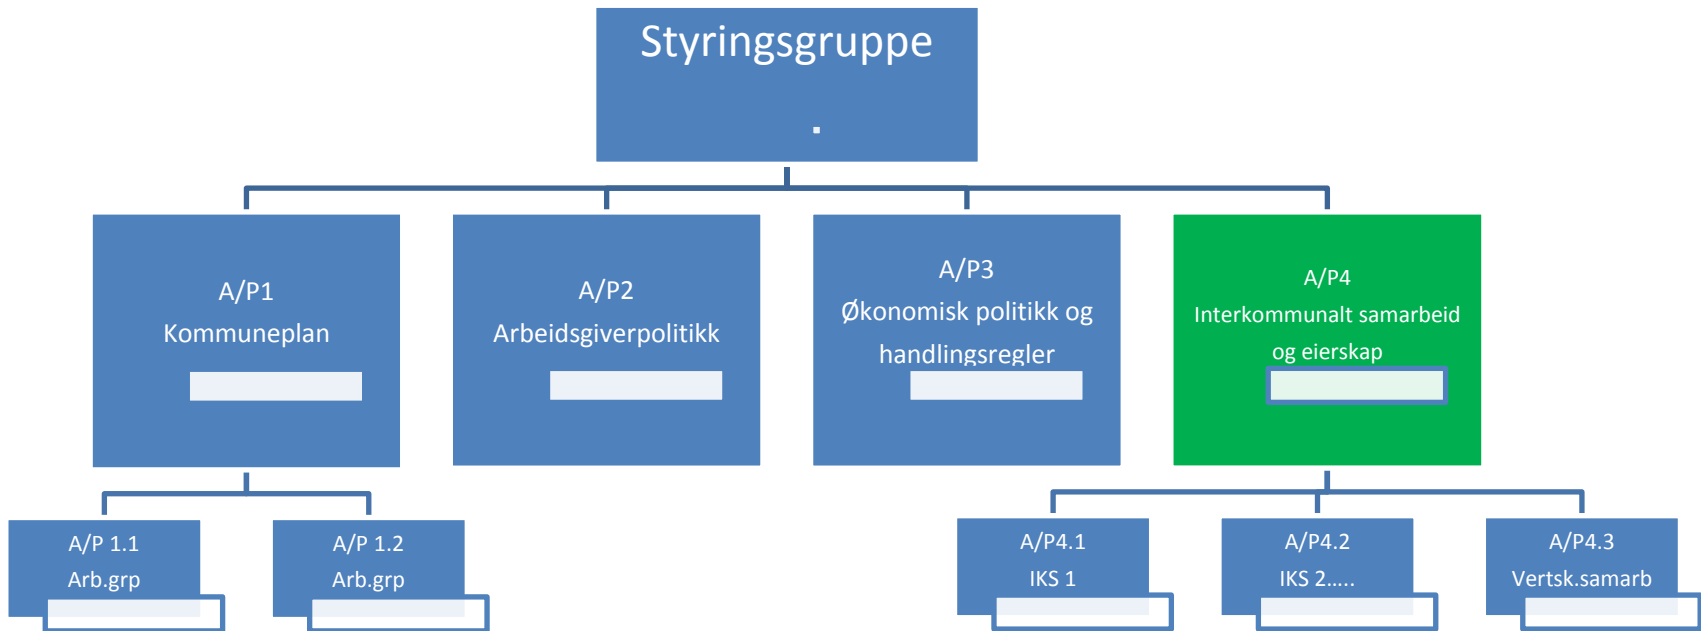 Styringsgruppe
.
A/P1
Kommuneplan
A/P2
Arbeidsgiverpolitikk
A/P3
Økonomisk politikk og
handlingsregler
A/P4
Interkommunalt samarbeid
og eierskap
A/P 1.1
Arb.grp
A/P 1.2
Arb.grp
A/P4.1
IKS 1
A/P4.2
IKS 2.....
A/P4.3
Vertsk.samarb